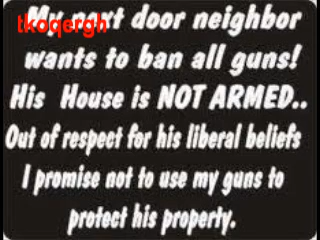 tkoqergh
My next door neighbor
wants to ban all guns!
His House is NOT ARMED..
Out of respect for his liberal beliefs
I promise not to use my guns to
protect his property.